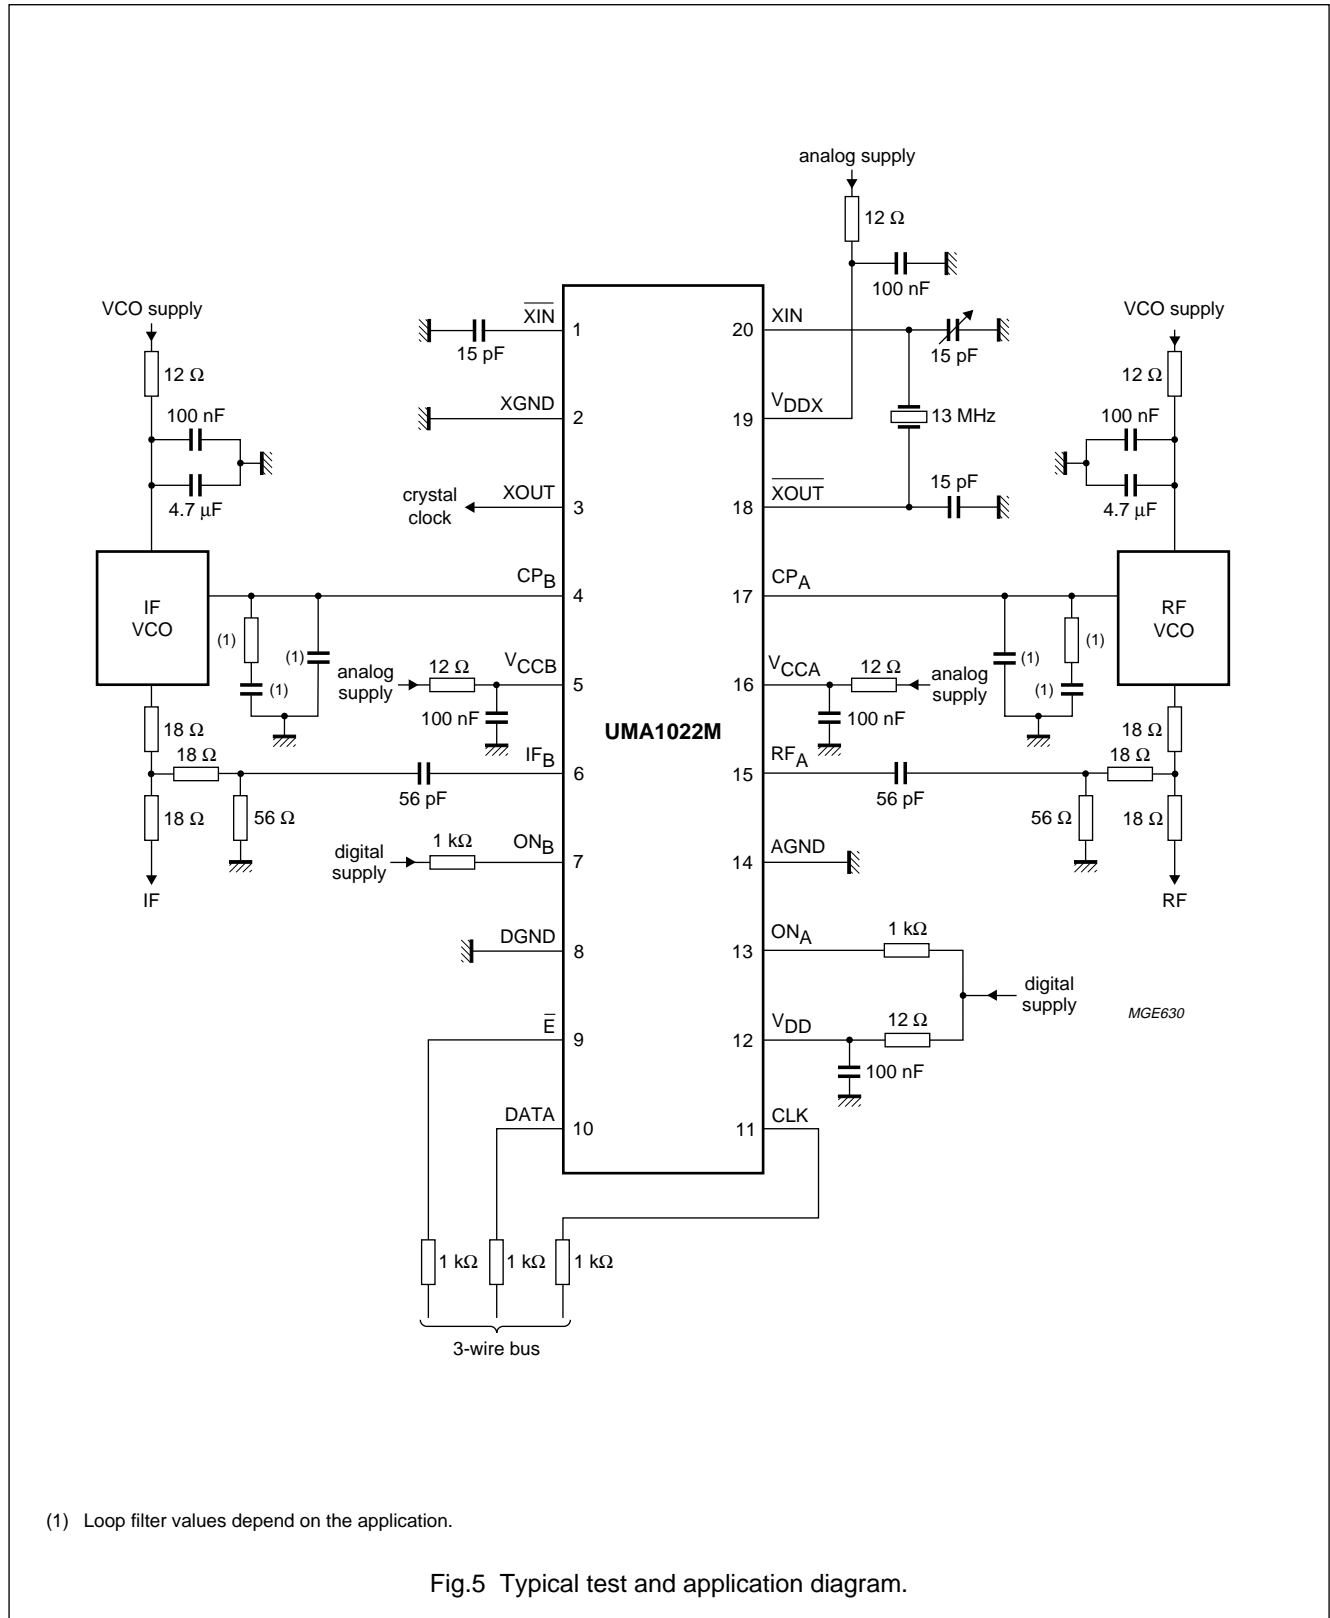 analog supply
12 Ω
100 nF
VCO supply
12 Ω
100 nF
4.7 μF
IF
VCO
18 Ω
18 Ω
18 Ω
56 Ω
IF
(1)
(1)
(1)
15 pF
crystal
clock
analog
supply
12 Ω
100 nF
56 pF
digital
supply
1 kΩ
XIN
1
XGND
2
XOUT
3
CPB
4
VCCB
5
IFB
6
ONB
7
DGND
8
E
9
DATA
10
UMA1022M
20
XIN
19
VDDX
18
XOUT
17
CPA
16
VCCA
15
RFA
14
AGND
13
ONA
12
VDD
11
CLK
15 pF
13 MHz
15 pF
12 Ω
analog
supply
100 nF
56 pF
(1)
(1)
(1)
VCO supply
12 Ω
100 nF
4.7 μF
RF
VCO
18 Ω
18 Ω
56 Ω
18 Ω
RF
1 kΩ
digital
supply
12 Ω
100 nF
MGE630
1 kΩ
1 kΩ
1 kΩ
3-wire bus
(1) Loop filter values depend on the application.
Fig.5 Typical test and application diagram.